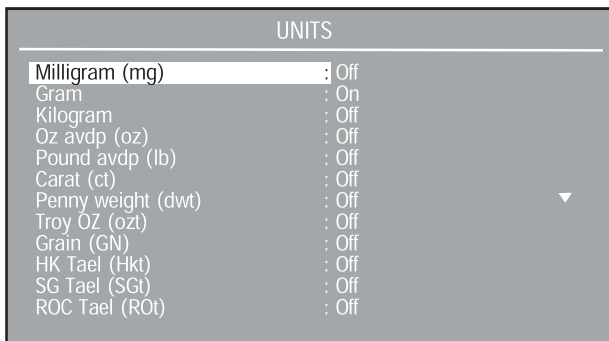 UNITS
Milligram (mg) : Off
Gram : On
Kilogram : Off
Oz avdp (oz) : Off
Pound avdp (lb) : Off
Carat (ct) : Off
Penny weight (dwt) : Off
Troy OZ (ozt) : Off
Grain (GN) : Off
HK Tael (Hkt) : Off
SG Tael (SGt) : Off
ROC Tael (ROt) : Off